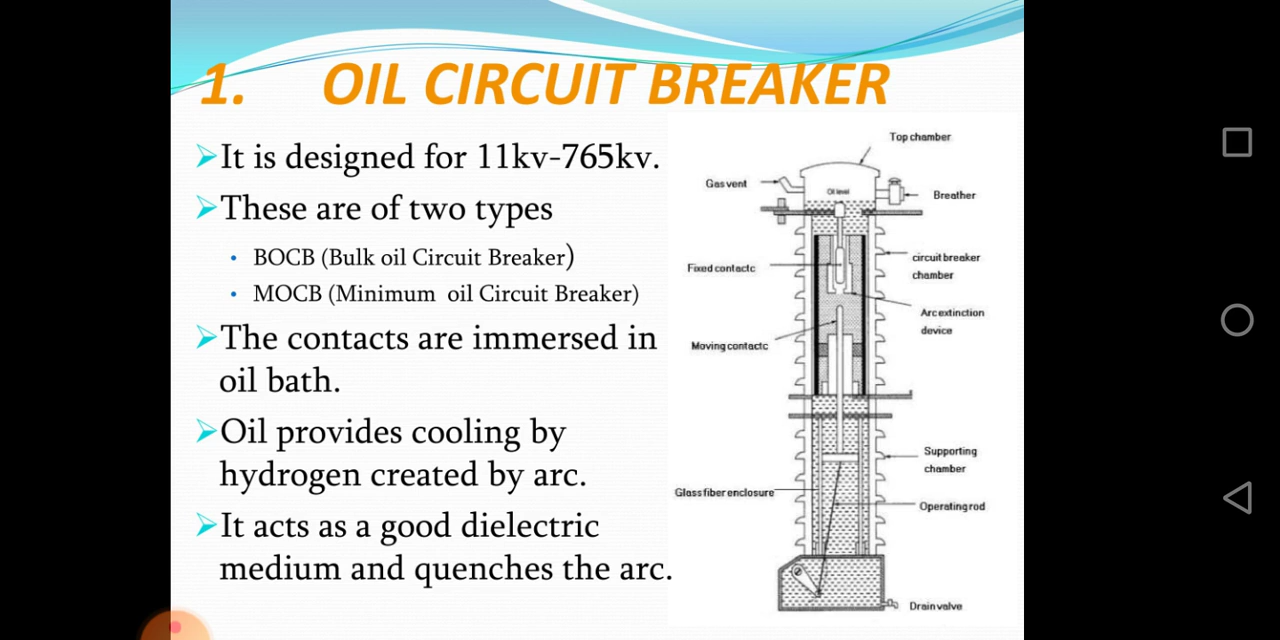 1. OIL CIRCUIT BREAKER
It is designed for 11kv-765kv.
These are of two types
BOCB (Bulk oil Circuit Breaker)
MOCB (Minimum oil Circuit Breaker)
The contacts are immersed in
oil bath.
Oil provides cooling by
hydrogen created by arc.
It acts as a good dielectric
medium and quenches the arc.
Top chamber
Gas vent
Oil level
Breather
circuit breaker
chamber
Fixed contactc
Arc extinction
device
Moving contactc
Supporting
chamber
Glass fiber enclosure
Operating rod
Drain valve